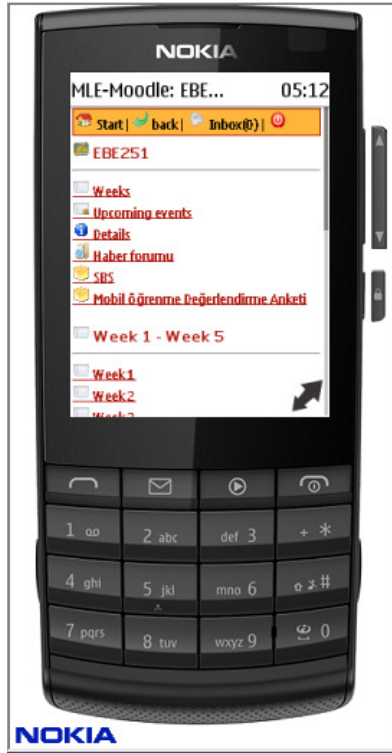 NOKIA
MLE-Moodle: EBE... 05:12
Start| back| Inbox(0)|
EBE251
Weeks
Upcoming events
Details
Haber forumu
SBS
Mobil öğrenme Değerlendirme Anketi
Week 1 - Week 5
Week1
Week2
1
2 abc
def 3
+ *
4 ghi
5 jkl
mno 6
#
7 pqrs
8 tuv
wxyz 9
0
NOKIA